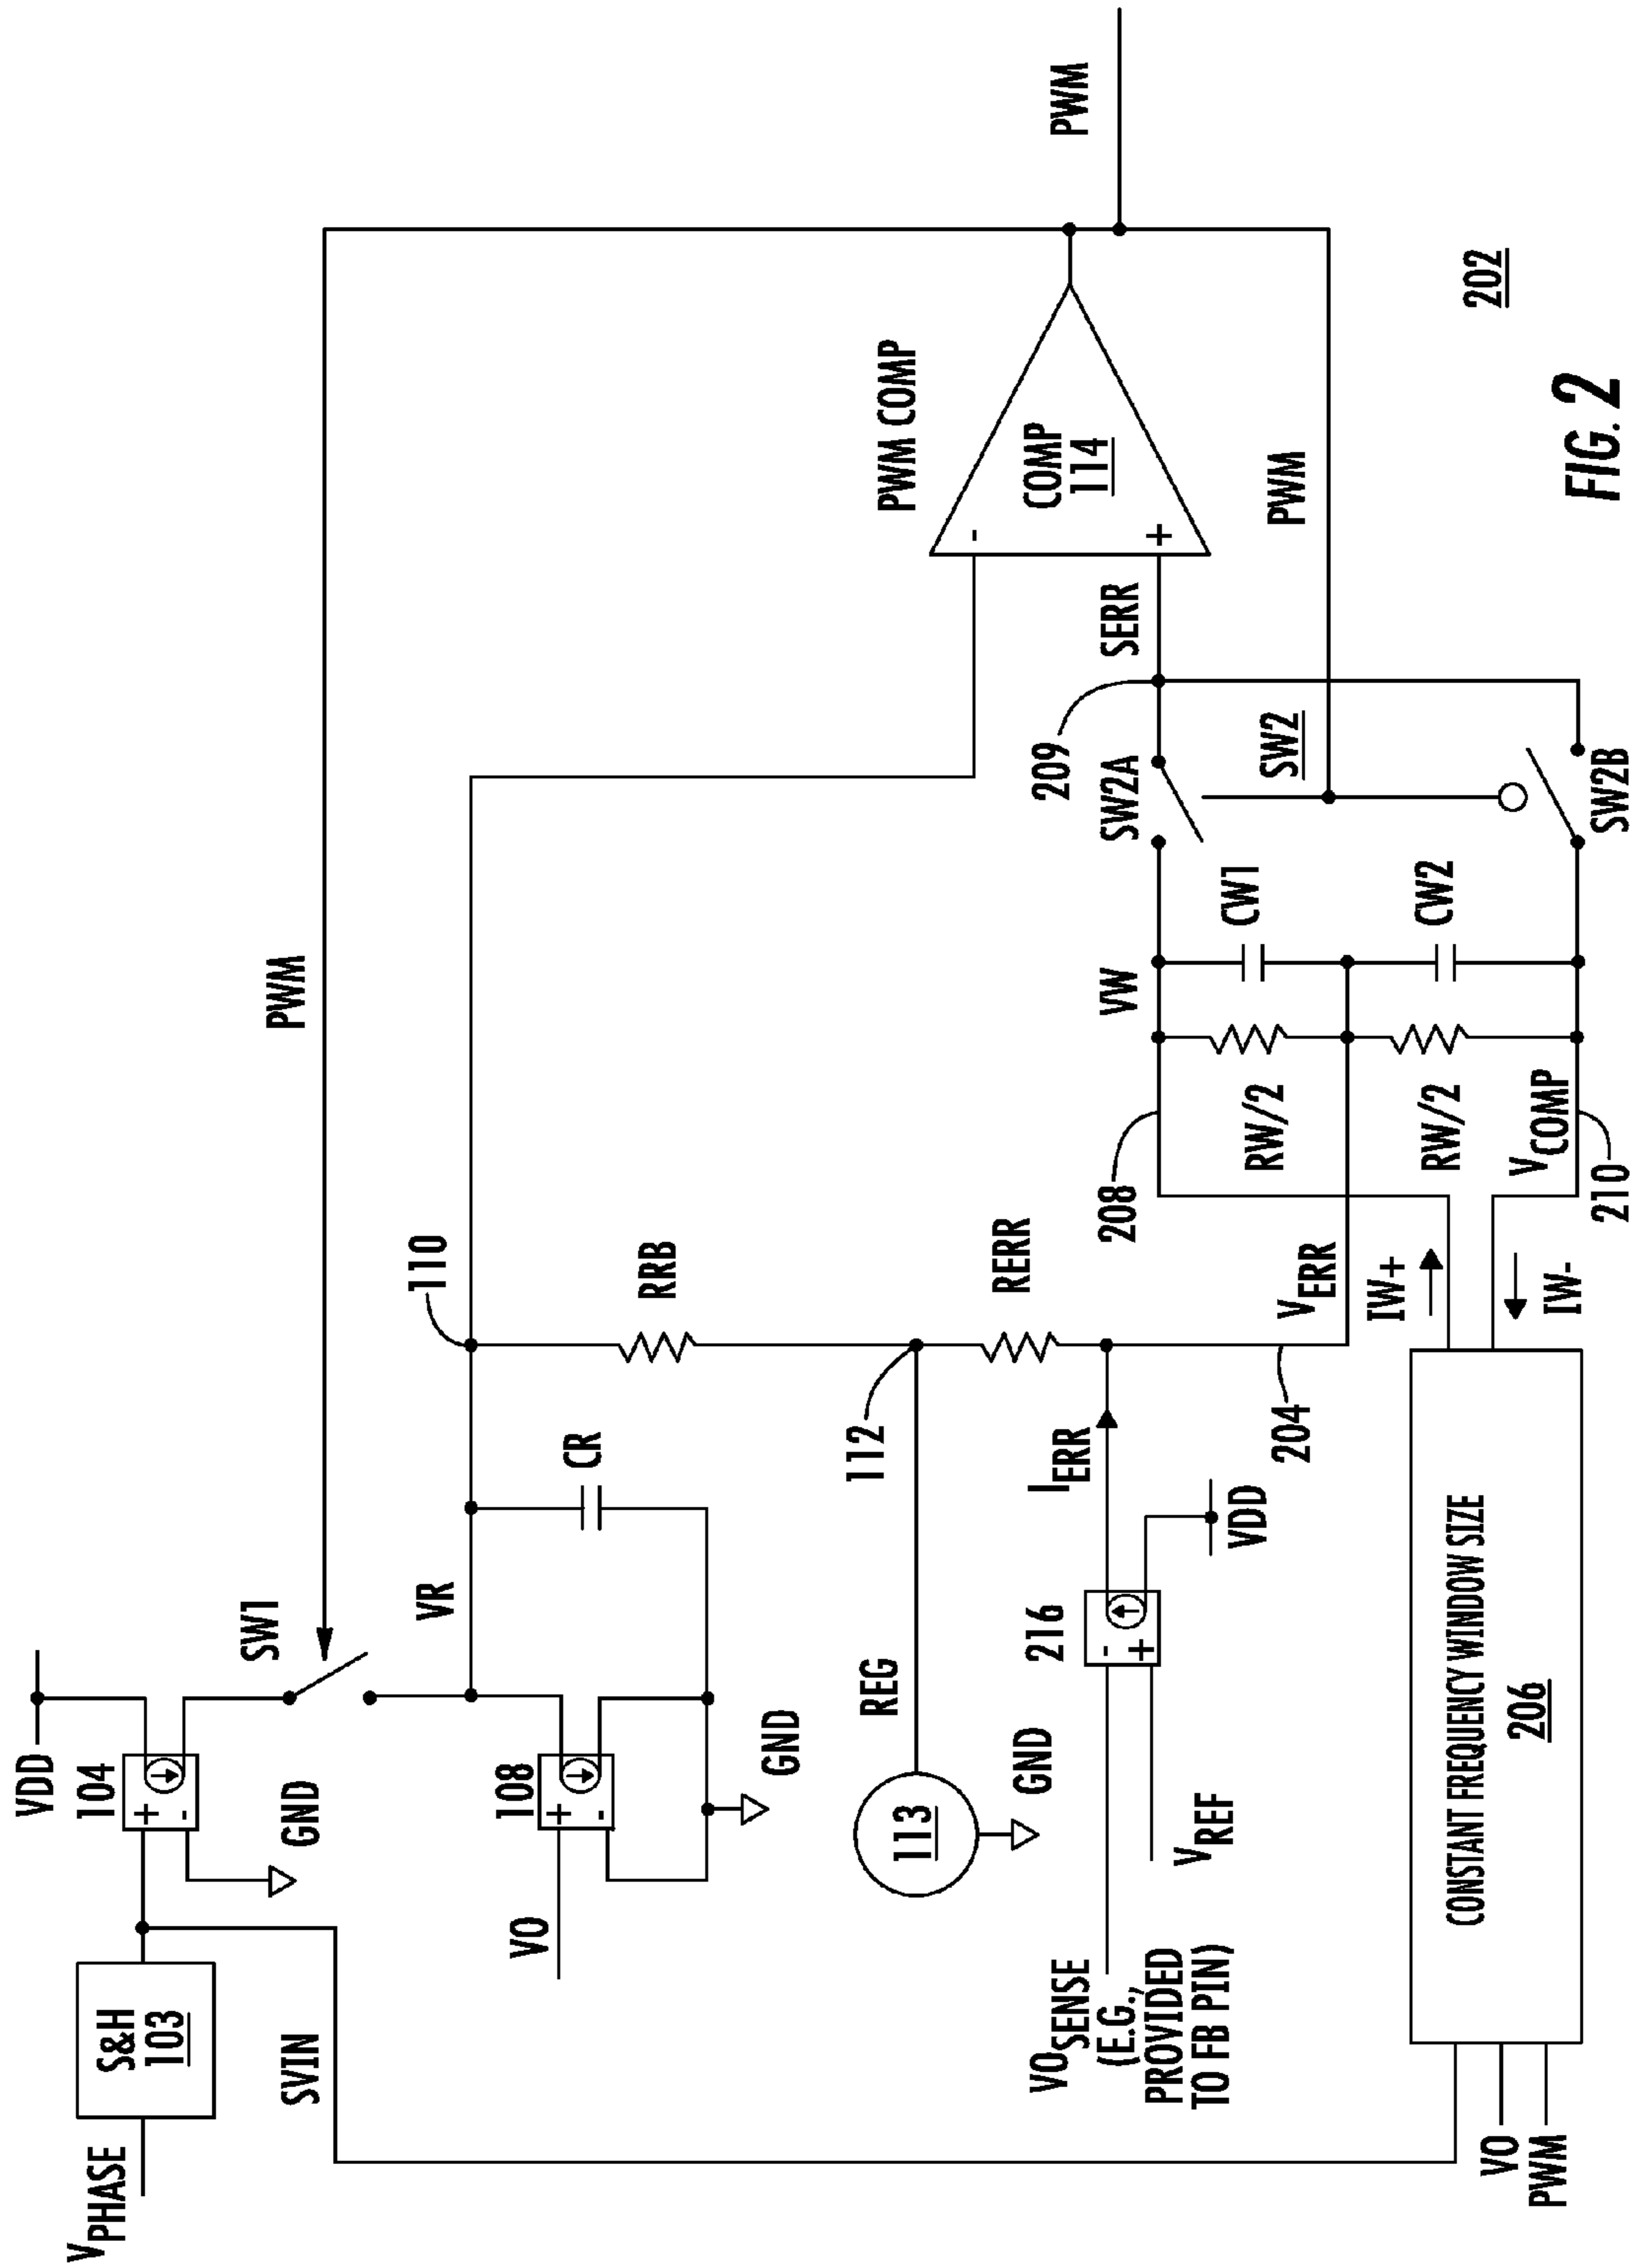 VPHASE
S&H
103
SVIN
VDD
104
+
-
GND
SW1
PWM
VO
108
+
-
GND
VR
CR
110
RRB
112
REG
113
GND
RERR
IERR
216
-
+
VDD
VREF
VOSENSE
(E.G.,
PROVIDED
TO FB PIN)
204
VERR
VO
PWM
CONSTANT FREQUENCY WINDOW SIZE
206
IW+
IW-
208
VW
RW/2
RW/2
VCOMP
210
CW1
CW2
SW2A
SW2
SW2B
209
SERR
PWM
PWM COMP
-
+
COMP
114
PWM
202
FIG. 2